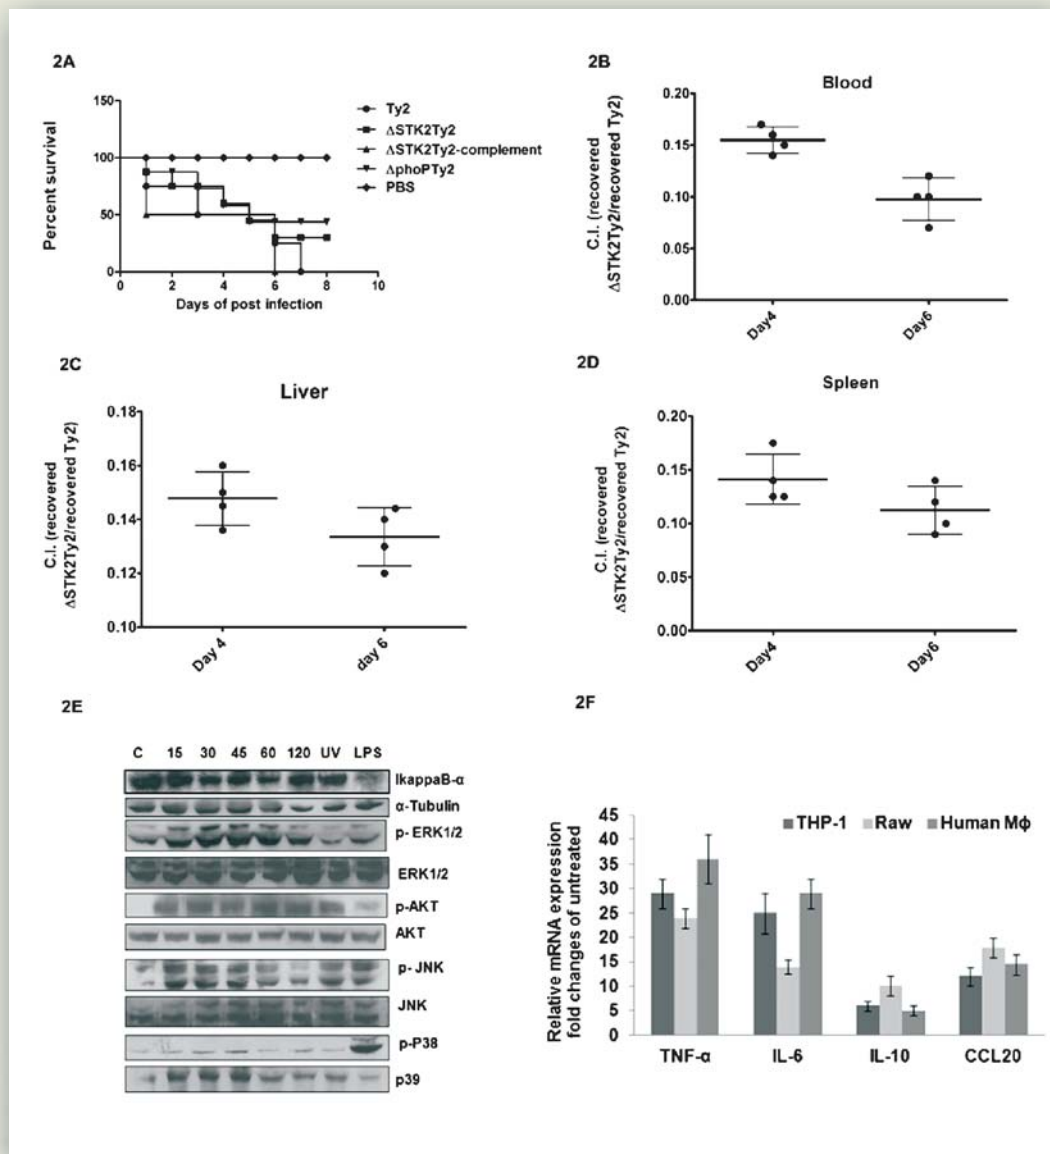 2A
Percent survival
150
100
50
0
0 2 4 6 8 10
Days of post infection
Ty2
ΔSTK2Ty2
ΔSTK2Ty2-complement
ΔphoPTy2
PBS
2B
Blood
C.I. (recovered
ΔSTK2Ty2/recovered Ty2)
0.20
0.15
0.10
0.05
0.00
Day4 Day6
2C
Liver
C.I. (recovered
ΔSTK2Ty2/recovered Ty2)
0.18
0.16
0.14
0.12
0.10
Day 4 day 6
2D
Spleen
C.I. (recovered
ΔSTK2Ty2/recovered Ty2)
0.20
0.15
0.10
0.05
0.00
Day4 Day6
2E
C 15 30 45 60 120 UV LPS
IkappaB-α
α-Tubulin
p- ERK1/2
ERK1/2
p-AKT
AKT
p- JNK
JNK
p-P38
p39
2F
Relative mRNA expression
fold changes of untreated
45
40
35
30
25
20
15
10
5
0
THP-1 Raw Human Mϕ
TNF-α IL-6 IL-10 CCL20